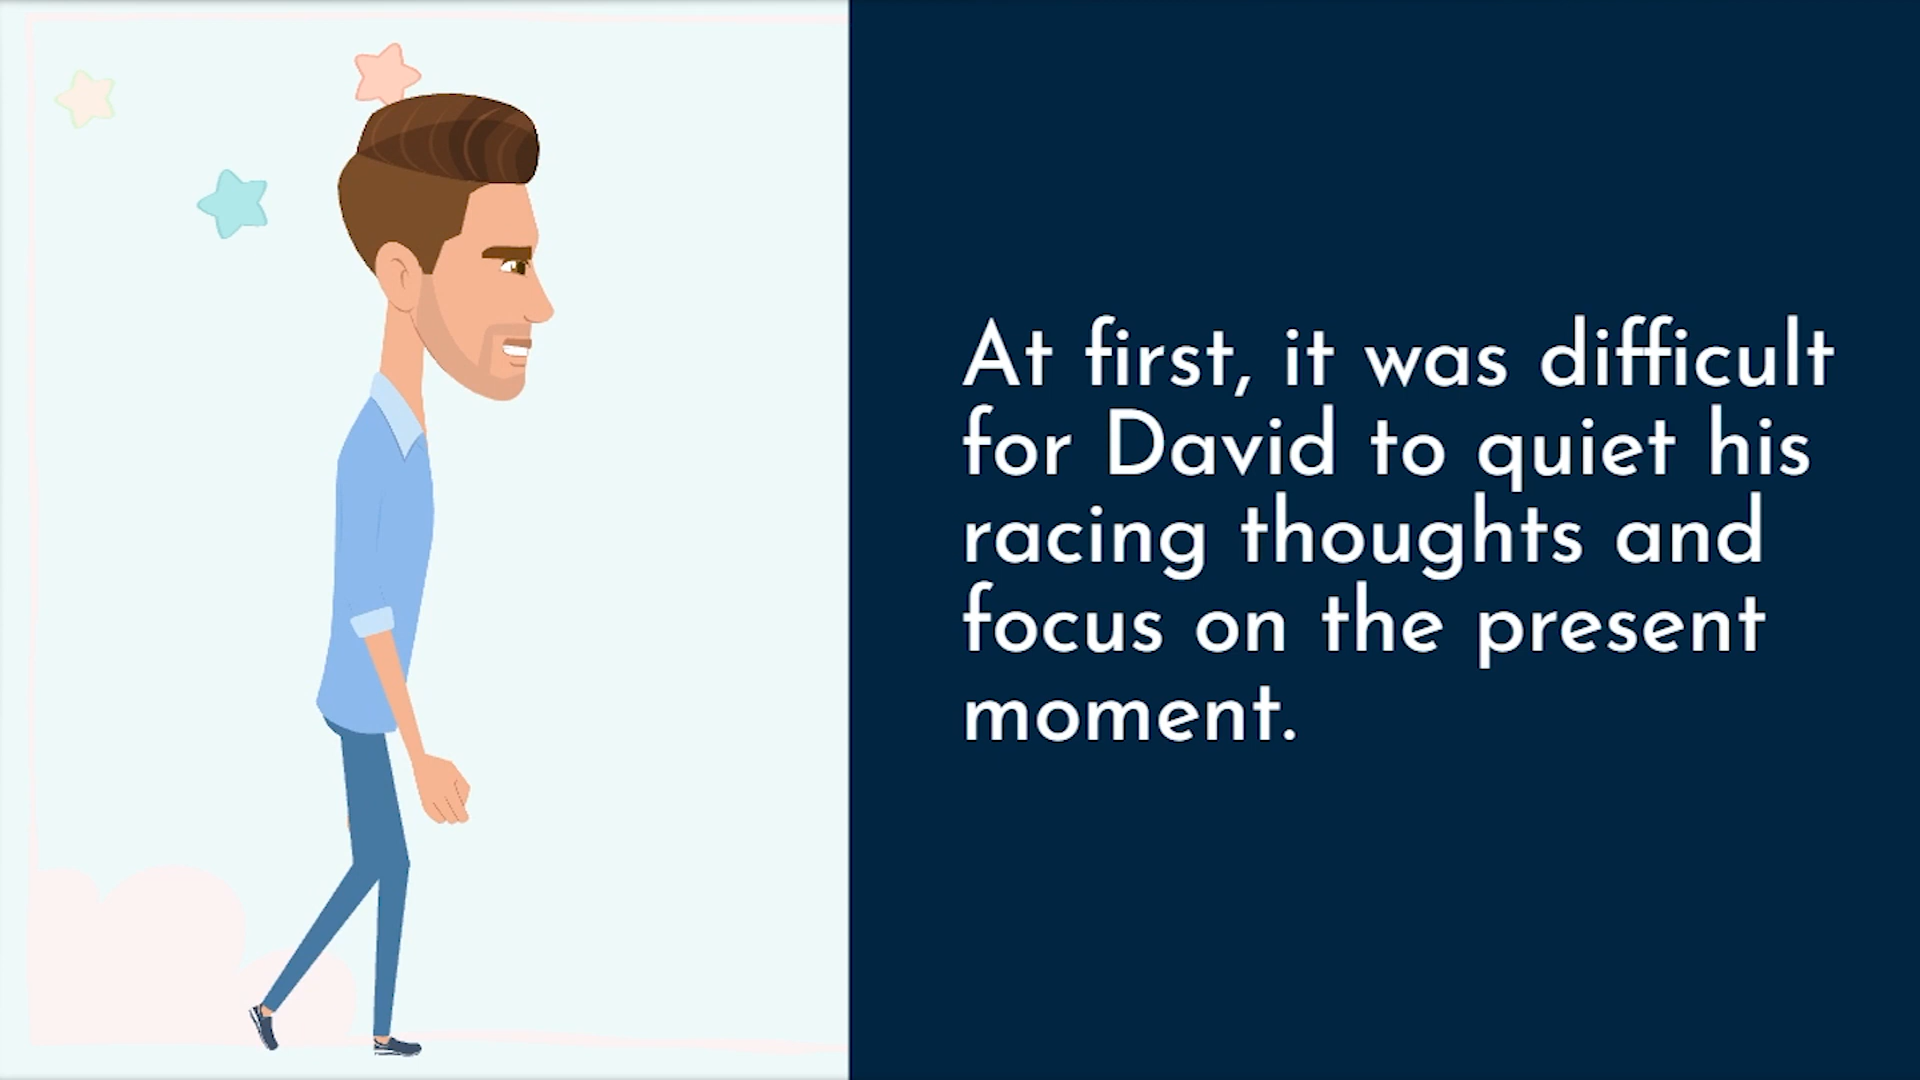 At first, it was difficult
for David to quiet his
racing thoughts and
focus on the present
moment.